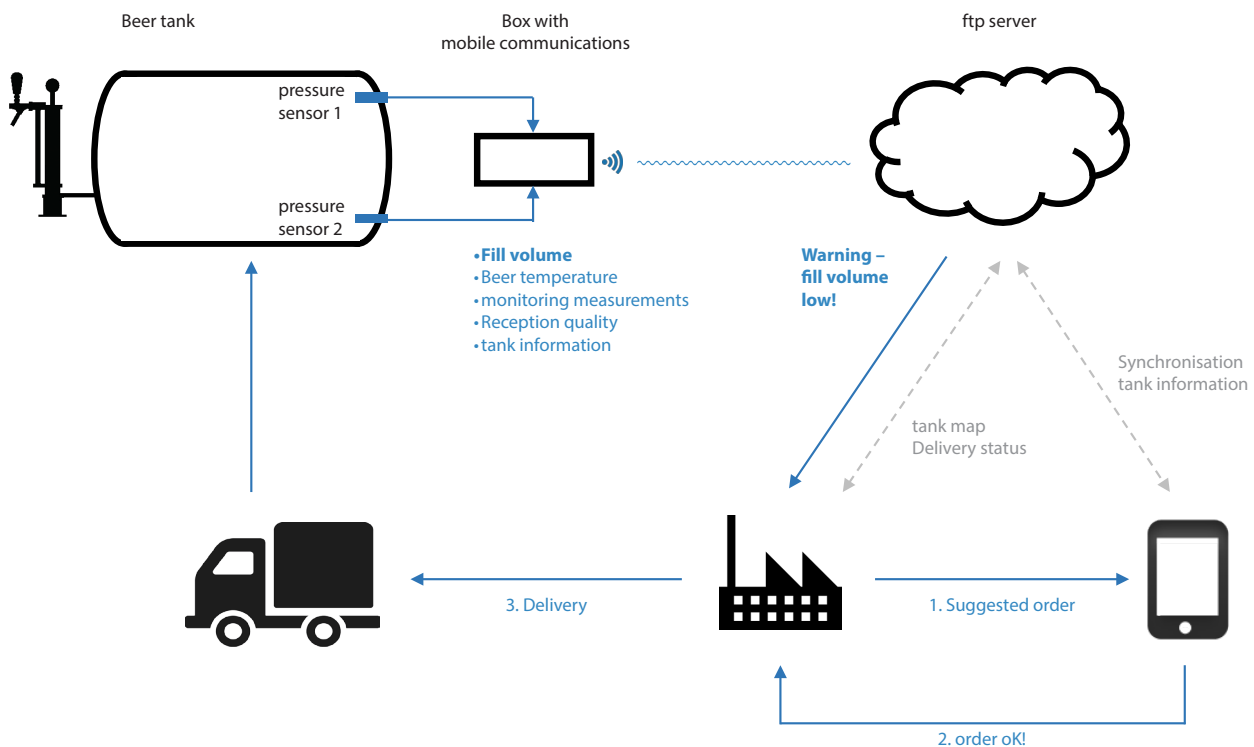 Beer tank
Box with
mobile communications
ftp server
pressure
sensor 1
pressure
sensor 2
•Fill volume
•Beer temperature
•monitoring measurements
•Reception quality
•tank information
Warning –
fill volume
low!
Synchronisation
tank information
tank map
Delivery status
3. Delivery
1. Suggested order
2. order oK!